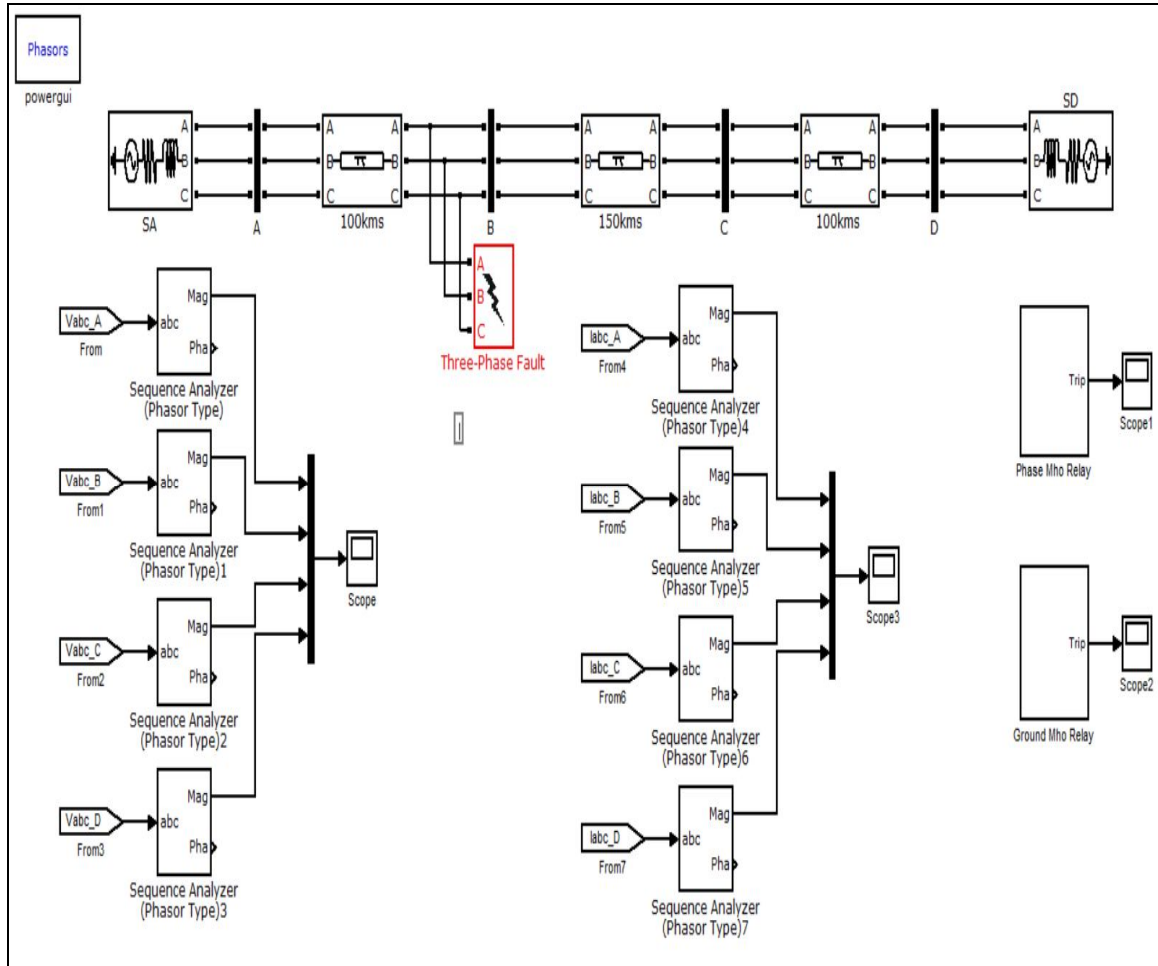 Phasors
powergui
SA
A
B
C
A
A
B
C
A
B
C
100kms
B
A
B
C
Three-Phase Fault
A
B
C
A
B
C
150kms
C
A
B
C
A
B
C
100kms
D
SD
A
B
C
Vabc_A
From
abc
Mag
Pha
Sequence Analyzer
(Phasor Type)
Vabc_B
From1
abc
Mag
Pha
Sequence Analyzer
(Phasor Type)1
Vabc_C
From2
abc
Mag
Pha
Sequence Analyzer
(Phasor Type)2
Vabc_D
From3
abc
Mag
Pha
Sequence Analyzer
(Phasor Type)3
Scope
Iabc_A
From4
abc
Mag
Pha
Sequence Analyzer
(Phasor Type)4
Iabc_B
From5
abc
Mag
Pha
Sequence Analyzer
(Phasor Type)5
Iabc_C
From6
abc
Mag
Pha
Sequence Analyzer
(Phasor Type)6
Iabc_D
From7
abc
Mag
Pha
Sequence Analyzer
(Phasor Type)7
Scope3
Trip
Phase Mho Relay
Scope1
Trip
Ground Mho Relay
Scope2